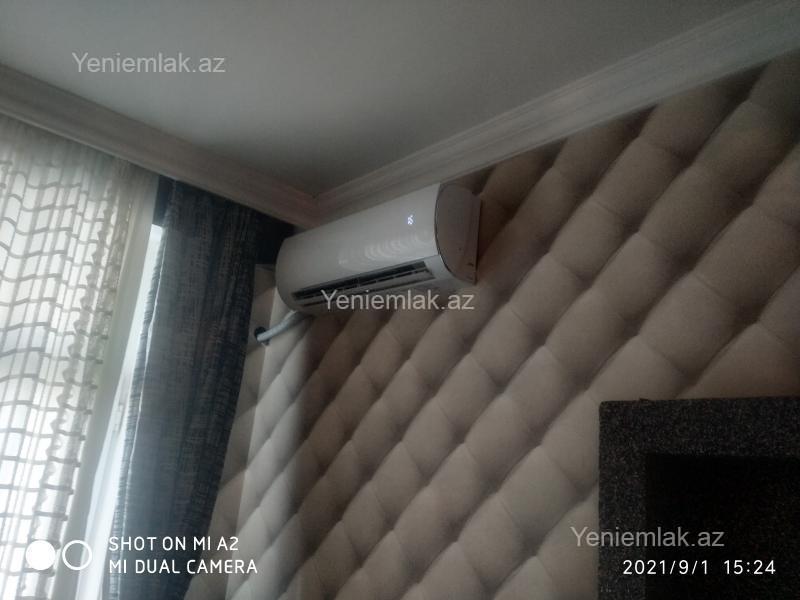 Yeniemlak.az
Yeniemlak.az
Yeniemlak.az
SHOT ON MI A2
MI DUAL CAMERA
2021/9/1 15:24